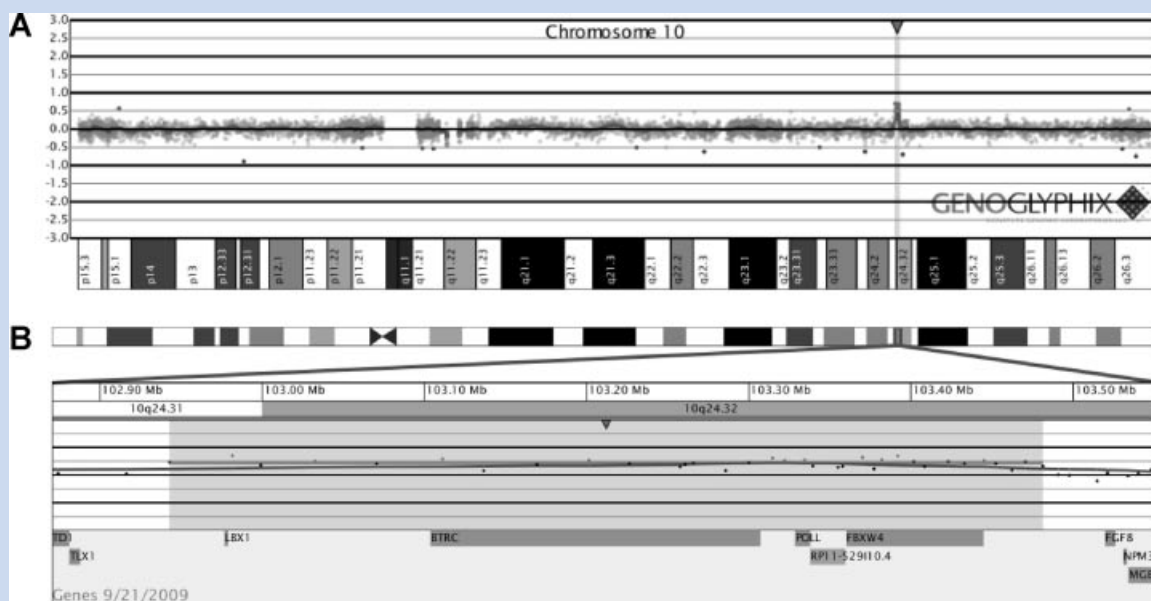 A
Chromosome 10
3.0
2.5
2.0
1.5
1.0
0.5
0.0
-0.5
-1.0
-1.5
-2.0
-2.5
-3.0
GENOGLYPHIX
p15.3 p15.1 p14 p13 p12.33 p12.31 p12.1 p11.23 p11.22 p11.21 q11.1 q11.21 q11.22 q11.23 q21.1 q21.2 q21.3 q22.1 q22.2 q22.3 q23.1 q23.2 q23.31 q23.33 q24.2 q24.32 q25.1 q25.2 q25.3 q26.11 q26.13 q26.2 q26.3
B
102.90 Mb 103.00 Mb 103.10 Mb 103.20 Mb 103.30 Mb 103.40 Mb 103.50 Mb
10q24.31 10q24.32
TD1 LBX1 BTRC POLL FBXW4 FGF8
TLX1 RP11-529I10.4 NPM3
MGE
Genes 9/21/2009